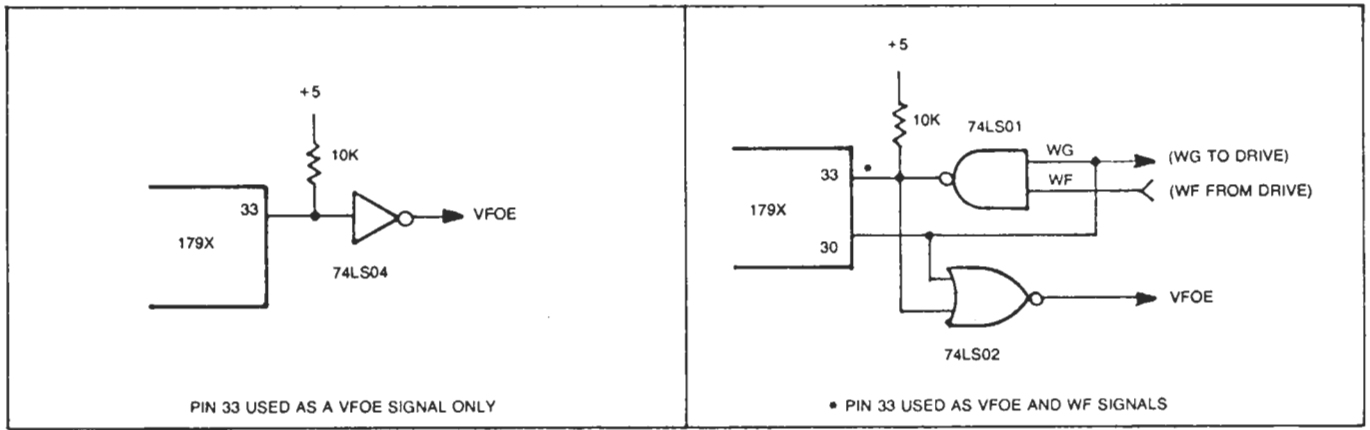 +5
10K
33
179X
VFOE
74LS04
PIN 33 USED AS A VFOE SIGNAL ONLY
+5
10K
74LS01
WG
(WG TO DRIVE)
33
WF
(WF FROM DRIVE)
179X
30
VFOE
74LS02
• PIN 33 USED AS VFOE AND WF SIGNALS